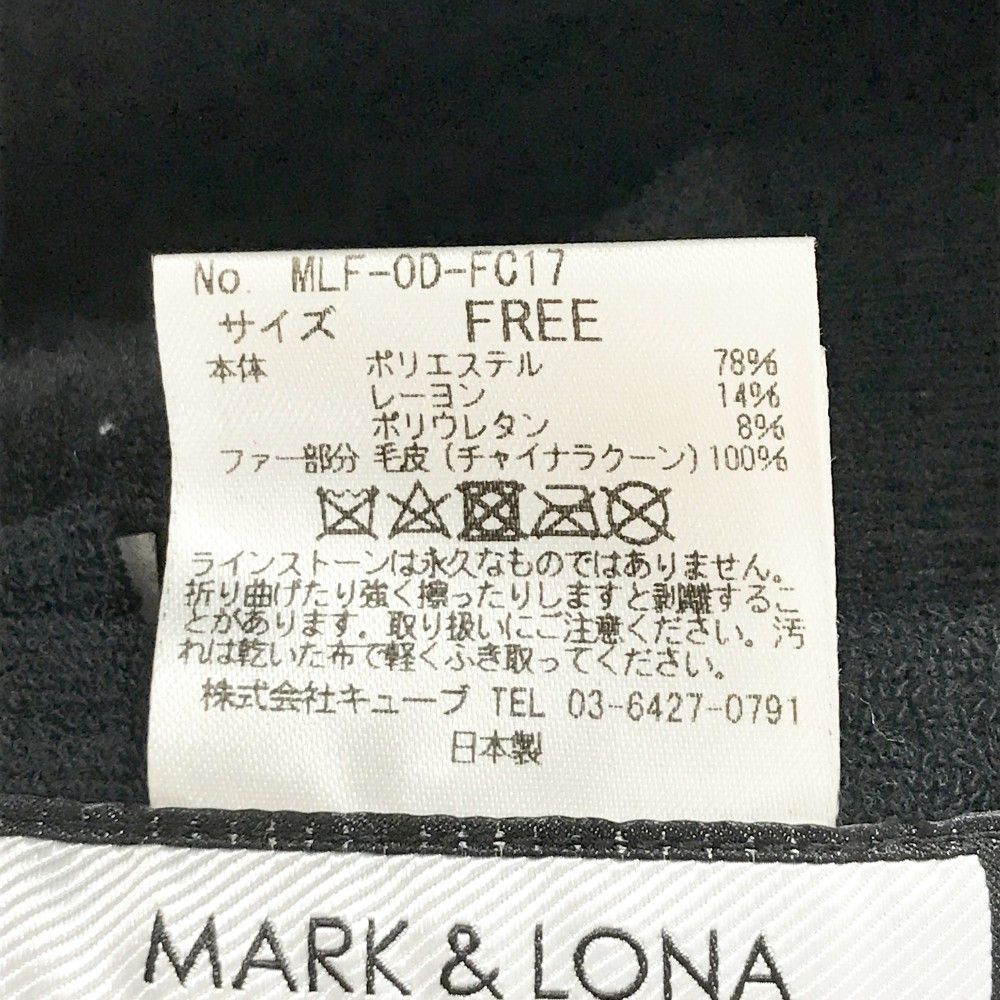 No. MLF-OD-FC17
サイズ FREE
本体 ポリエステル 78%
レーヨン 14%
ポリウレタン 8%
ファー部分 毛皮(チャイナラクーン)100%
ラインストーンは永久なものではありません。
折り曲げたり強く擦ったりしますと剥離するこ
とがあります。取り扱いにご注意ください。汚
れは乾いた布で軽くふき取ってください。
株式会社キューブ TEL 03-6427-0791
日本製
MARK & LONA